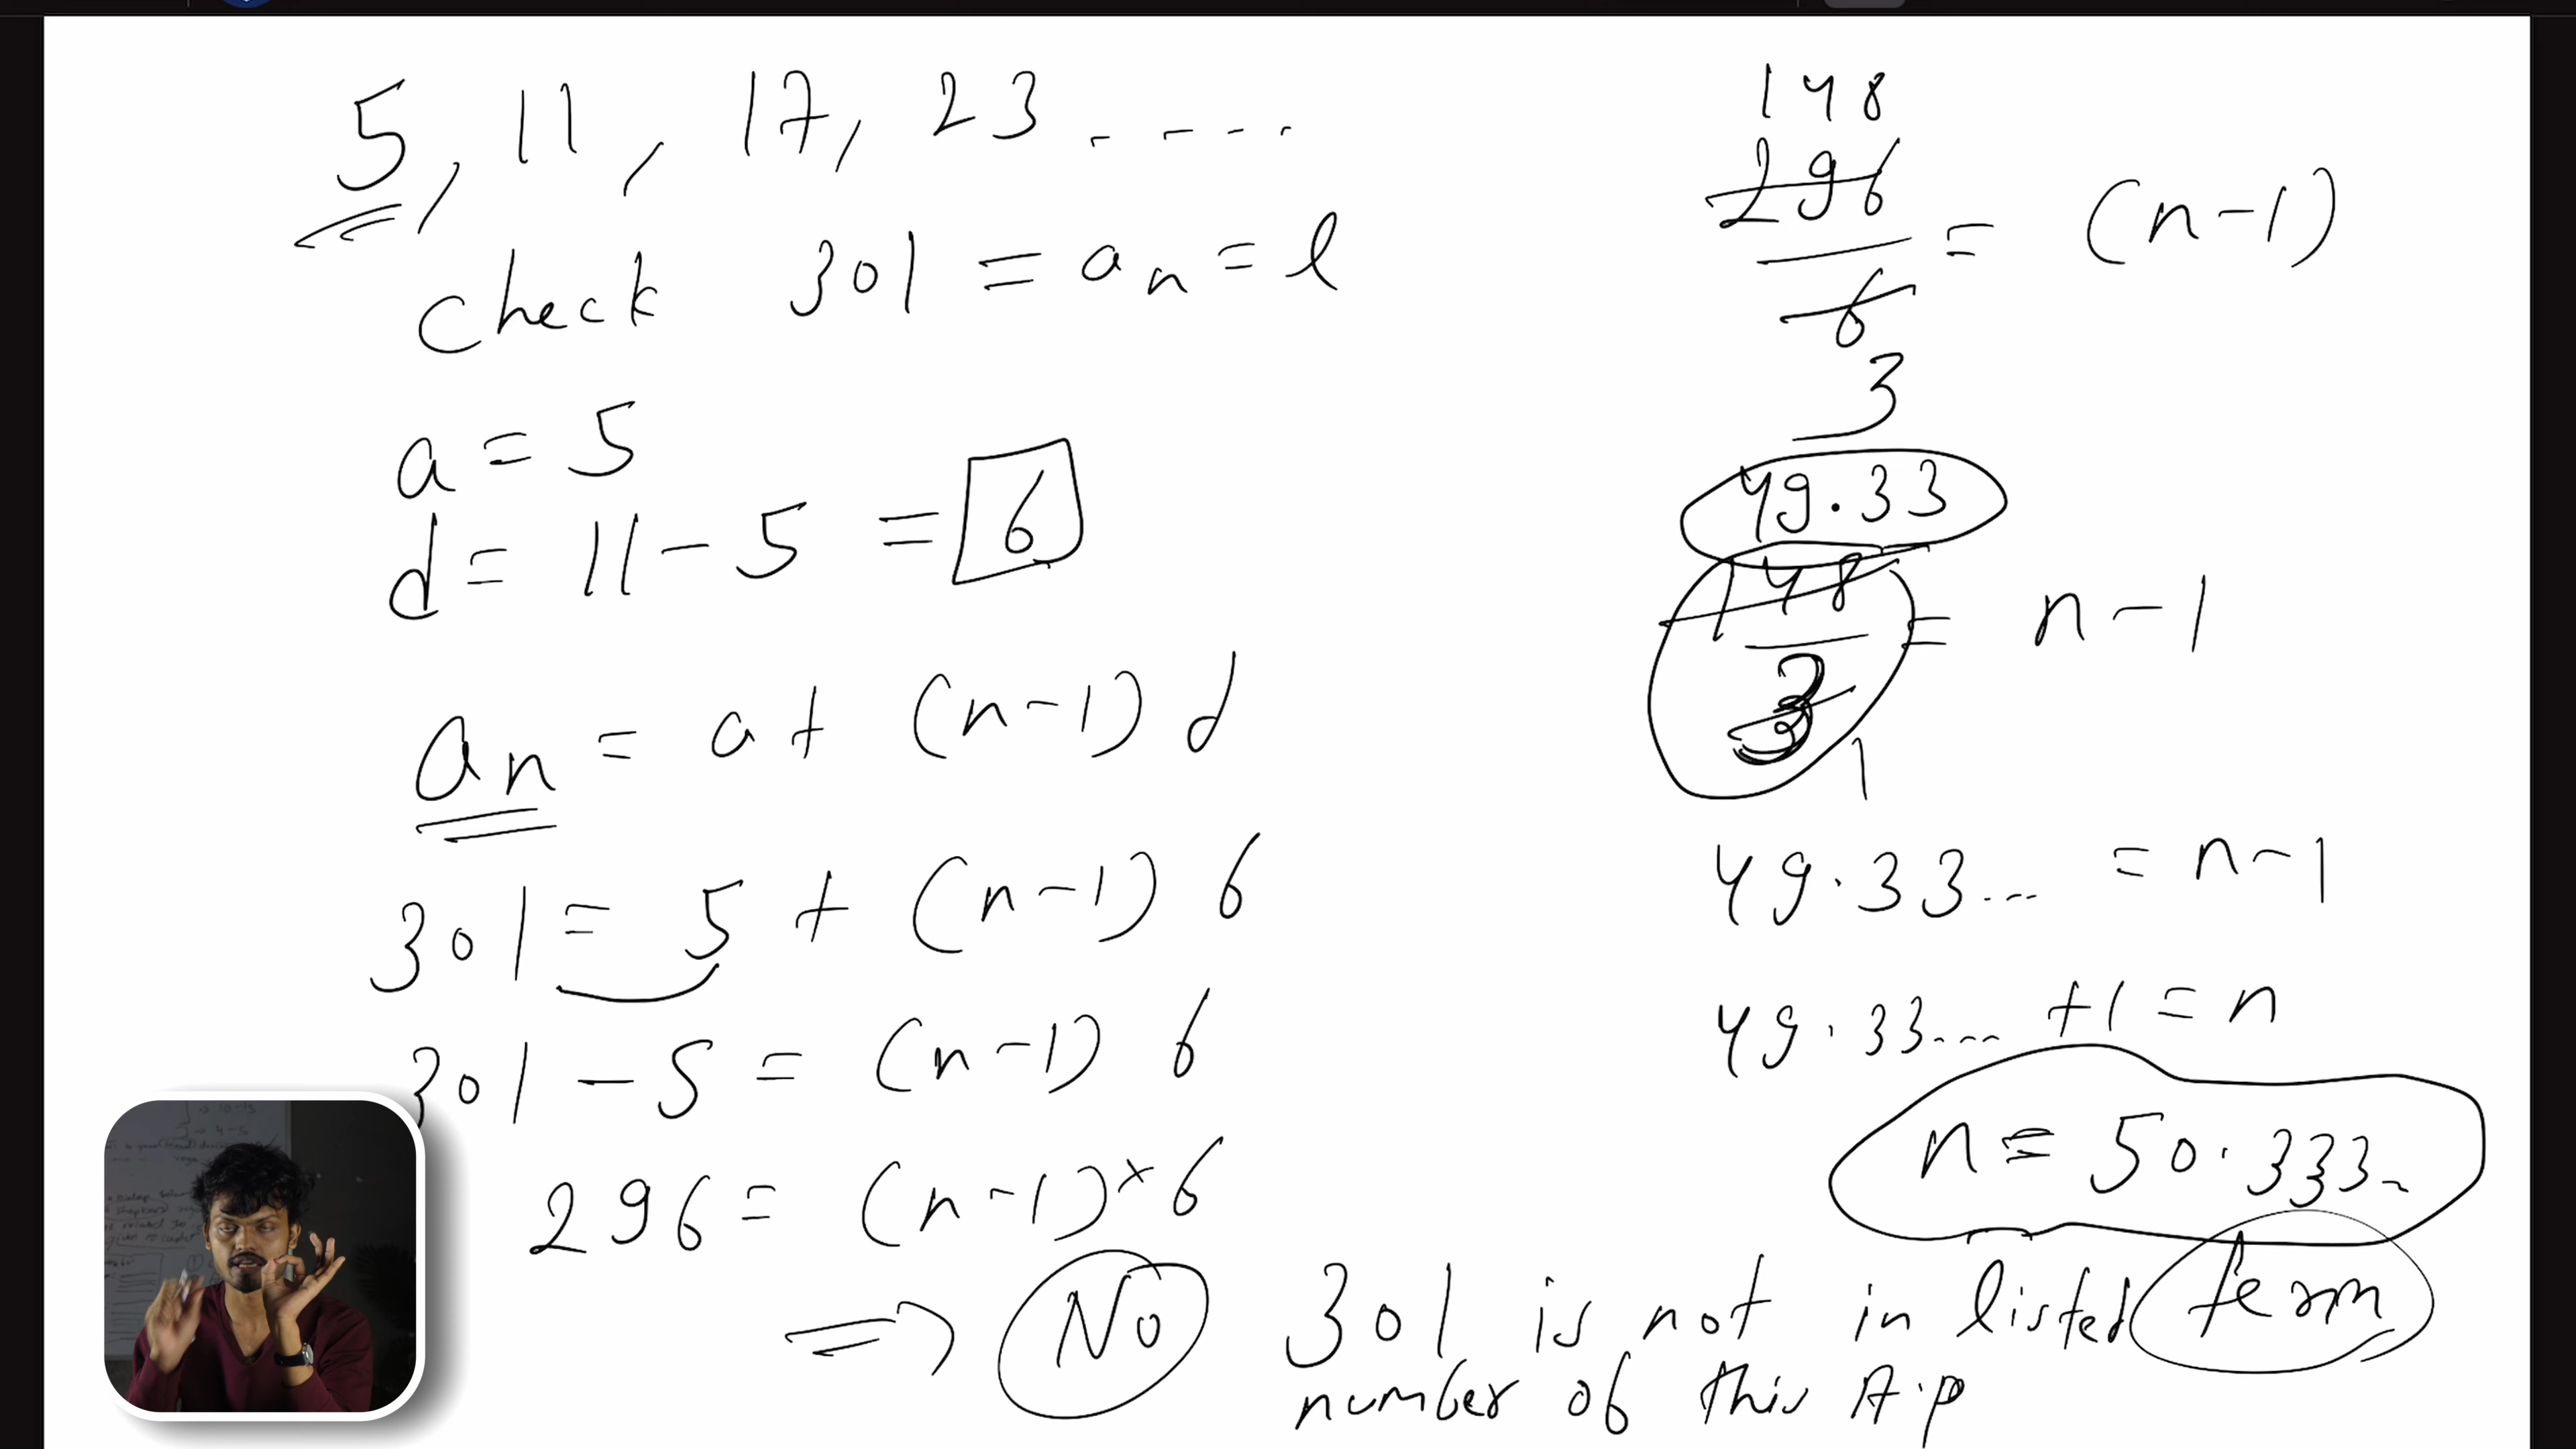 5, 11, 17, 23 - - - - -
check 301 = an = l
a = 5
d = 11 - 5 = 6
an = a + (n-1) d
301 = 5 + (n-1) 6
301 - 5 = (n-1) 6
296 = (n-1) × 6
148
296/6 = (n-1)
3
49.33
148/3 = n-1
1
49.33... = n-1
49.33... +1 = n
n = 50.333..
=> No 301 is not in listed term
number of this A.P